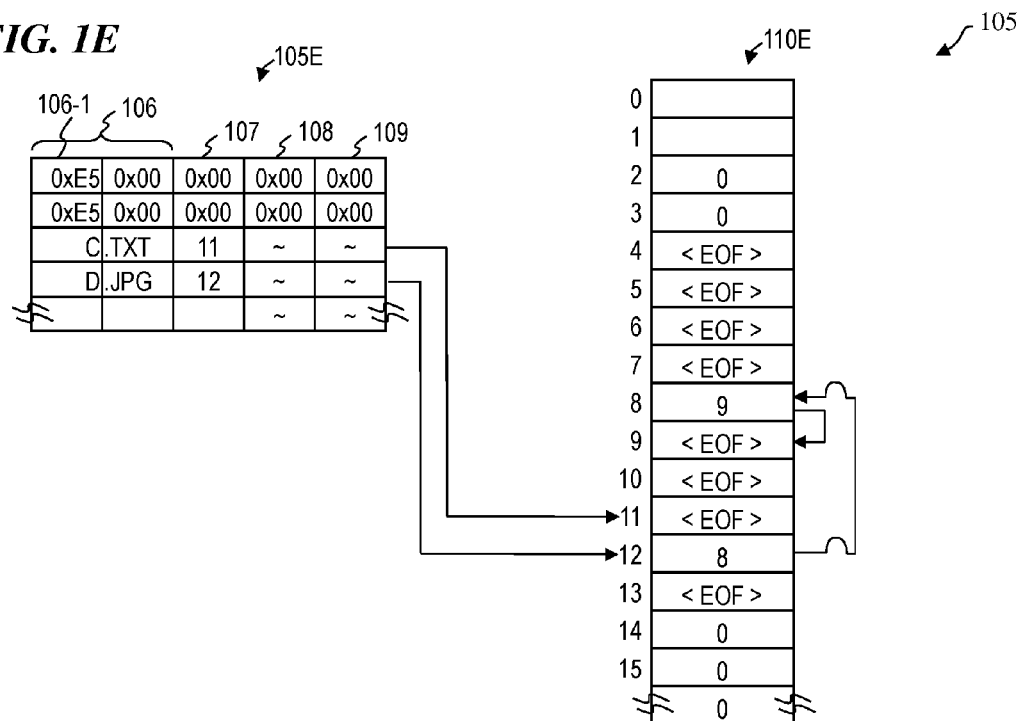 FIG. 1E
105E
110E
105
106-1 106 107 108 109
0xE5 0x00 0x00 0x00 0x00
0xE5 0x00 0x00 0x00 0x00
C.TXT 11 ~ ~
D.JPG 12 ~ ~
~ ~
0
1
2 0
3 0
4 < EOF >
5 < EOF >
6 < EOF >
7 < EOF >
8 9
9 < EOF >
10 < EOF >
11 < EOF >
12 8
13 < EOF >
14 0
15 0
0